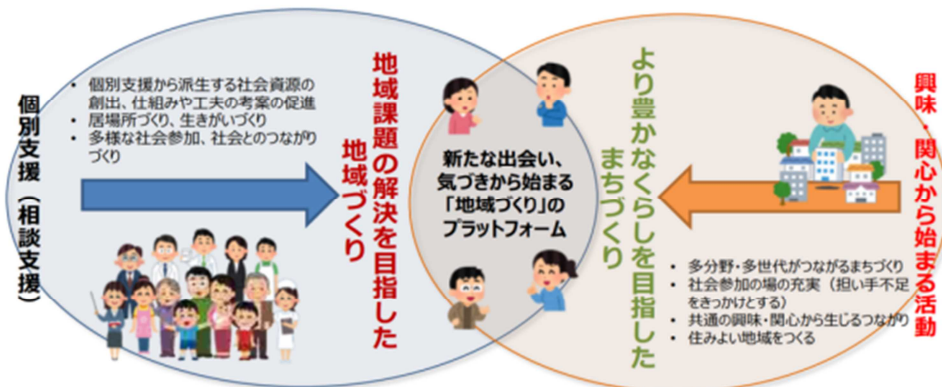 個別支援（相談支援）
• 個別支援から派生する社会資源の
創出、仕組みや工夫の考案の促進
• 居場所づくり、生きがいづくり
• 多様な社会参加、社会とのつながり
づくり
地域課題の解決を目指した
地域づくり
新たな出会い、
気づきから始まる
「地域づくり」の
プラットフォーム
より豊かなくらしを目指した
まちづくり
興味・関心から始まる活動
• 多分野・多世代がつながるまちづくり
• 社会参加の場の充実（担い手不足
をきっかけとする）
• 共通の興味・関心から生じるつながり
• 住みよい地域をつくる